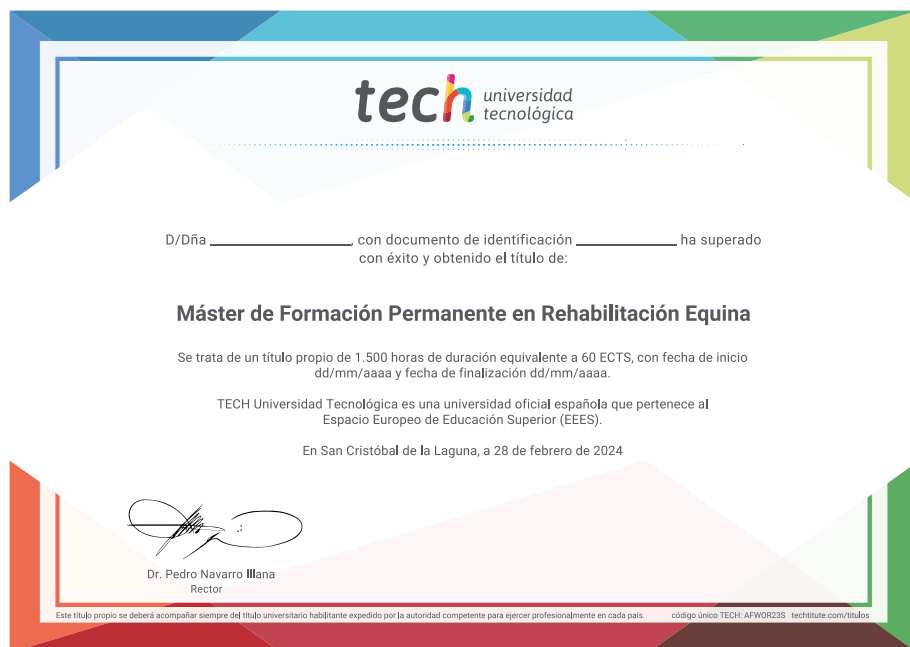 tech universidad
tecnológica
D/Dña ____________, con documento de identificación ____________ ha superado
con éxito y obtenido el título de:
Máster de Formación Permanente en Rehabilitación Equina
Se trata de un título propio de 1.500 horas de duración equivalente a 60 ECTS, con fecha de inicio
dd/mm/aaaa y fecha de finalización dd/mm/aaaa.
TECH Universidad Tecnológica es una universidad oficial española que pertenece al
Espacio Europeo de Educación Superior (EEES).
En San Cristóbal de la Laguna, a 28 de febrero de 2024
Dr. Pedro Navarro Illana
Rector
Este título propio se deberá acompañar siempre del título universitario habilitante expedido por la autoridad competente para ejercer profesionalmente en cada país. código único TECH: AFWOR23S techtitute.com/titulos